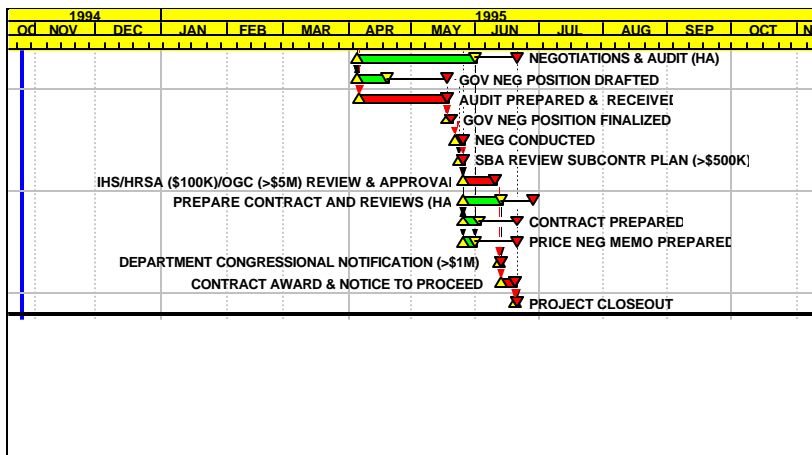 1994 1995
OC NOV DEC JAN FEB MAR APR MAY JUN JUL AUG SEP OCT N
NEGOTIATIONS & AUDIT (HA)
GOV NEG POSITION DRAFTED
AUDIT PREPARED & RECEIVED
GOV NEG POSITION FINALIZED
NEG CONDUCTED
SBA REVIEW SUBCONTR PLAN (>$500K)
IHS/HRSA ($100K)/OGC (>$5M) REVIEW & APPROVAL
PREPARE CONTRACT AND REVIEWS (HA
CONTRACT PREPARED
PRICE NEG MEMO PREPARED
DEPARTMENT CONGRESSIONAL NOTIFICATION (>$1M)
CONTRACT AWARD & NOTICE TO PROCEED
PROJECT CLOSEOUT